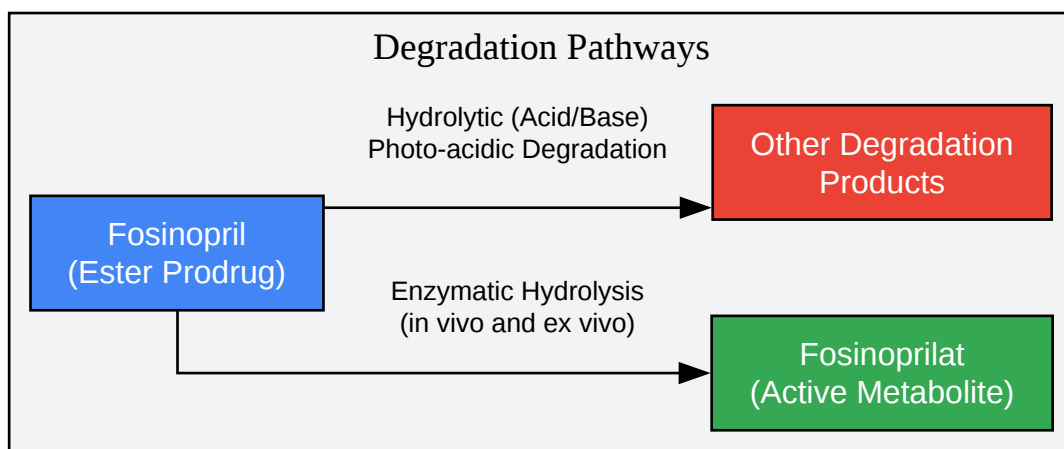 Degradation Pathways
Hydrolytic (Acid/Base)
Photo-acidic Degradation
Other Degradation
Products
Fosinopril
(Ester Prodrug)
Enzymatic Hydrolysis
(in vivo and ex vivo)
Fosinoprilat
(Active Metabolite)